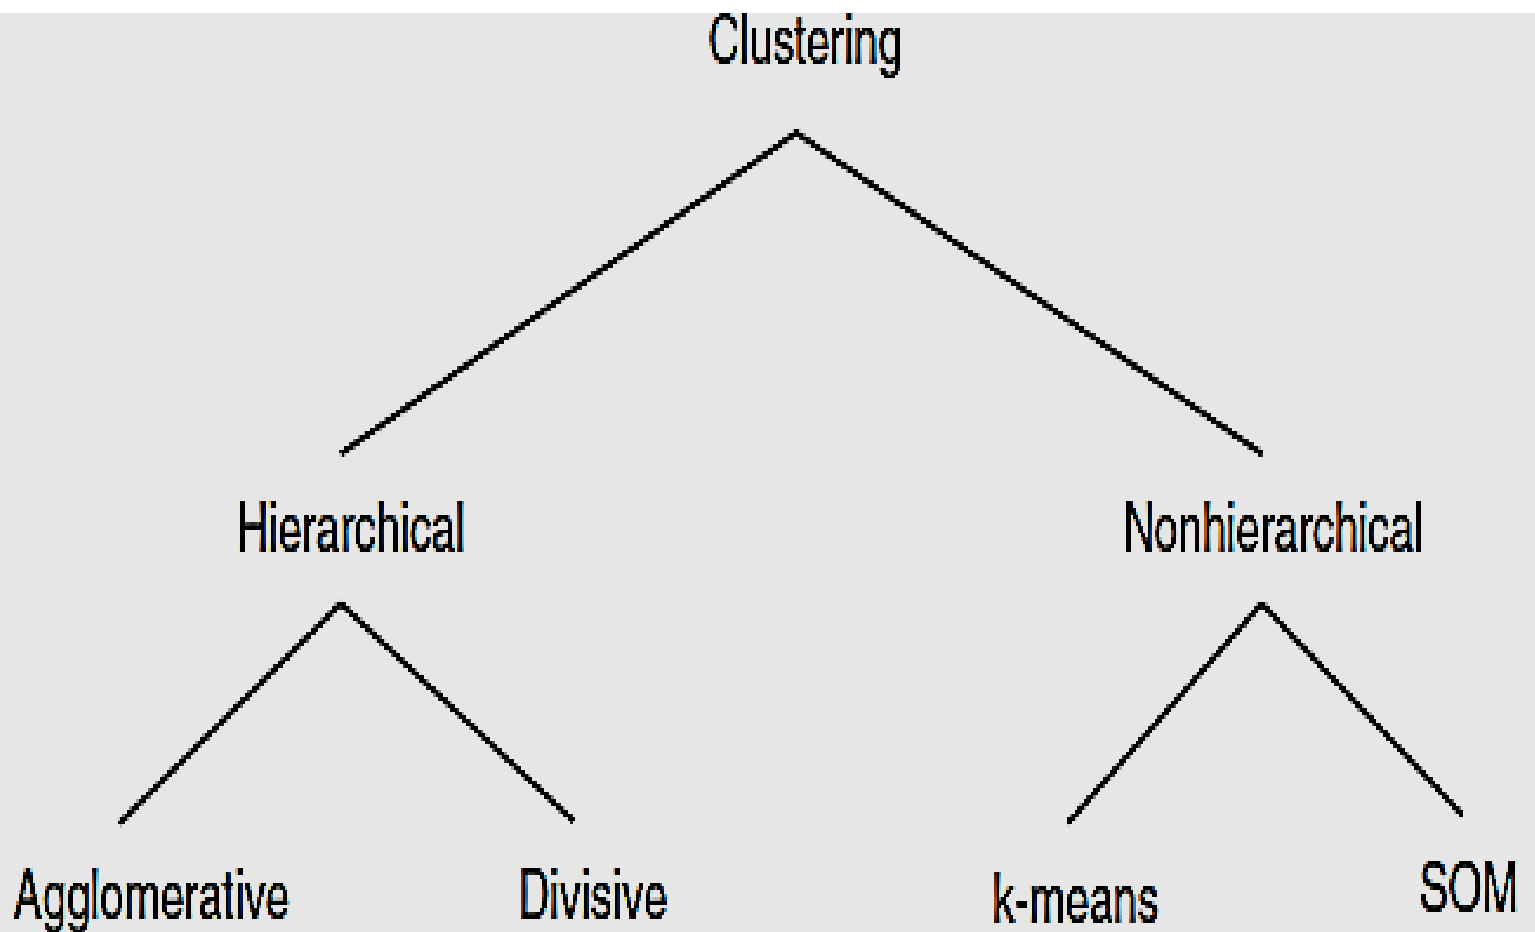 Clustering
Hierarchical
Nonhierarchical
Agglomerative
Divisive
k-means
SOM